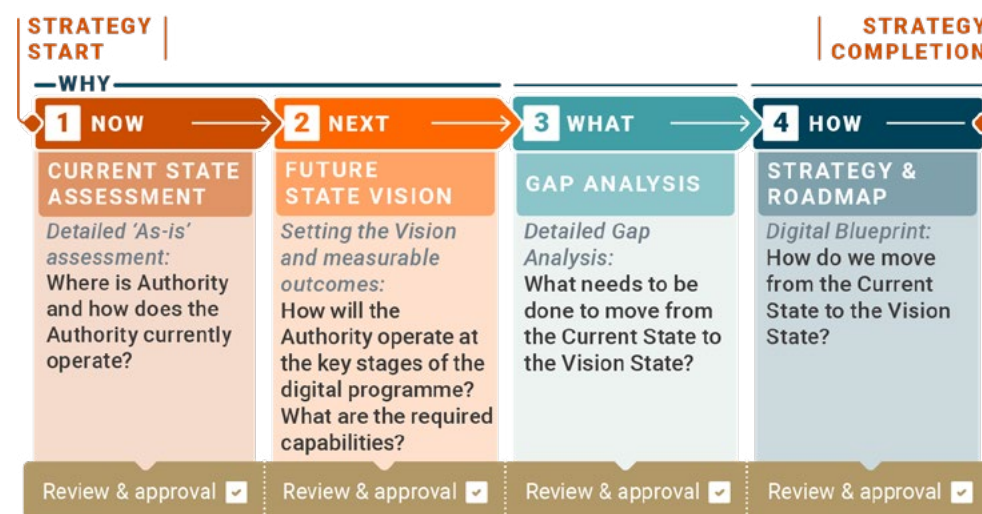 STRATEGY
START
STRATEGY
COMPLETION
WHY
1 NOW
2 NEXT
3 WHAT
4 HOW
CURRENT STATE
ASSESSMENT
Detailed ‘As-is’
assessment:
Where is Authority
and how does the
Authority currently
operate?
FUTURE
STATE VISION
Setting the Vision
and measurable
outcomes:
How will the
Authority operate at
the key stages of the
digital programme?
What are the required
capabilities?
GAP ANALYSIS
Detailed Gap
Analysis:
What needs to be
done to move from
the Current State to
the Vision State?
STRATEGY &
ROADMAP
Digital Blueprint:
How do we move
from the Current
State to the Vision
State?
Review & approval
Review & approval
Review & approval
Review & approval